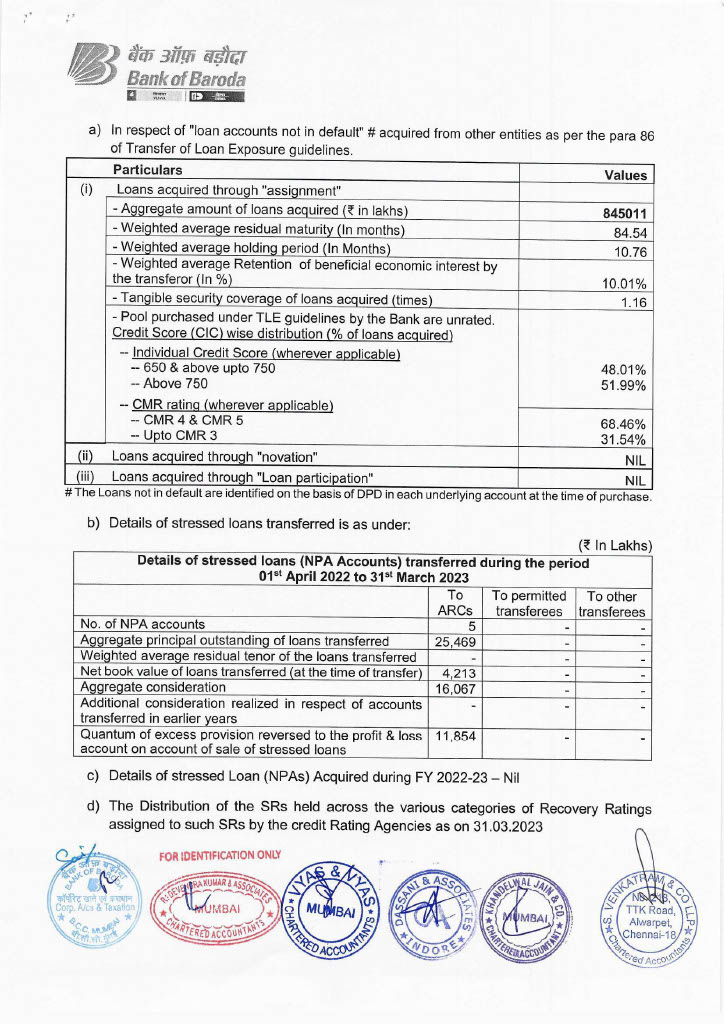 बैंक ऑफ़ बड़ौदा
Bank of Baroda
a) In respect of "loan accounts not in default" # acquired from other entities as per the para 86
of Transfer of Loan Exposure guidelines.
Particulars Values
(i) Loans acquired through "assignment"
- Aggregate amount of loans acquired (₹ in lakhs) 845011
- Weighted average residual maturity (In months) 84.54
- Weighted average holding period (In Months) 10.76
- Weighted average Retention of beneficial economic interest by
the transferor (In %) 10.01%
- Tangible security coverage of loans acquired (times) 1.16
- Pool purchased under TLE guidelines by the Bank are unrated.
Credit Score (CIC) wise distribution (% of loans acquired)
-- Individual Credit Score (wherever applicable)
-- 650 & above upto 750 48.01%
-- Above 750 51.99%
-- CMR rating (wherever applicable)
-- CMR 4 & CMR 5 68.46%
-- Upto CMR 3 31.54%
(ii) Loans acquired through "novation" NIL
(iii) Loans acquired through "Loan participation" NIL
# The Loans not in default are identified on the basis of DPD in each underlying account at the time of purchase.
b) Details of stressed loans transferred is as under:
(₹ In Lakhs)
Details of stressed loans (NPA Accounts) transferred during the period
01st April 2022 to 31st March 2023
To ARCs To permitted transferees To other transferees
No. of NPA accounts 5 - -
Aggregate principal outstanding of loans transferred 25,469 - -
Weighted average residual tenor of the loans transferred - - -
Net book value of loans transferred (at the time of transfer) 4,213 - -
Aggregate consideration 16,067 - -
Additional consideration realized in respect of accounts
transferred in earlier years - - -
Quantum of excess provision reversed to the profit & loss 11,854 - -
account on account of sale of stressed loans
c) Details of stressed Loan (NPAs) Acquired during FY 2022-23 – Nil
d) The Distribution of the SRs held across the various categories of Recovery Ratings
assigned to such SRs by the credit Rating Agencies as on 31.03.2023
FOR IDENTIFICATION ONLY
बैंक ऑफ़ बड़ौदा
BANK OF BARODA
Corp. A/cs & Taxation
B.C.C. MUMBAI
DEVENDRA KUMAR & ASSOCIATES
MUMBAI
CHARTERED ACCOUNTANTS
VYAS & VYAS
MUMBAI
CHARTERED ACCOUNTANTS
DASSANI & ASSOCIATES
CA
INDORE
KHANDELWAL JAIN & CO.
MUMBAI
CHARTERED ACCOUNTANT
S. VENKATRAM & CO LLP
TTK Road,
Alwarpet,
Chennai-18
Chartered Accountants